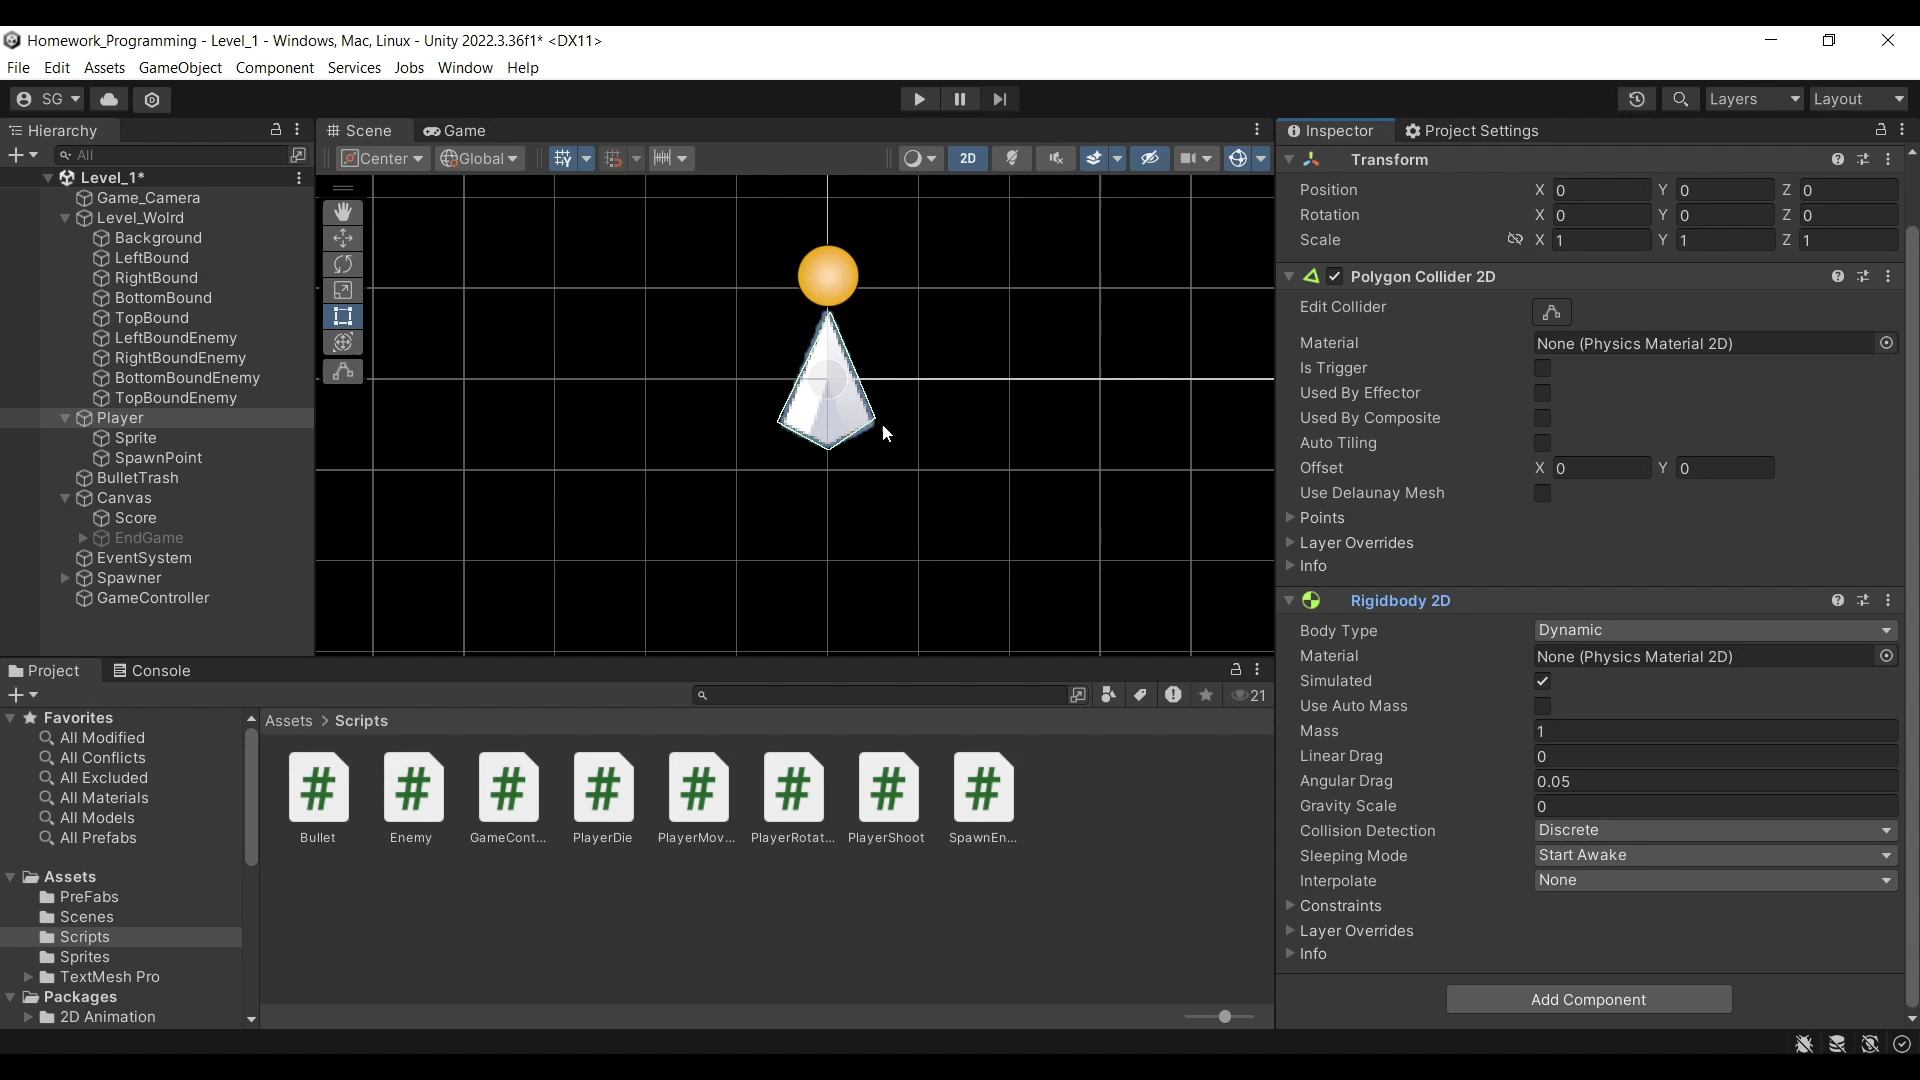 Homework_Programming - Level_1 - Windows, Mac, Linux - Unity 2022.3.36f1* <DX11>
File Edit Assets GameObject Component Services Jobs Window Help
SG
Layers
Layout
Hierarchy
All
Level_1*
Game_Camera
Level_Wolrd
Background
LeftBound
RightBound
BottomBound
TopBound
LeftBoundEnemy
RightBoundEnemy
BottomBoundEnemy
TopBoundEnemy
Player
Sprite
SpawnPoint
BulletTrash
Canvas
Score
EndGame
EventSystem
Spawner
GameController
Scene Game
Center Global 2D
Inspector Project Settings
Transform
Position X 0 Y 0 Z 0
Rotation X 0 Y 0 Z 0
Scale X 1 Y 1 Z 1
Polygon Collider 2D
Edit Collider
Material None (Physics Material 2D)
Is Trigger
Used By Effector
Used By Composite
Auto Tiling
Offset X 0 Y 0
Use Delaunay Mesh
Points
Layer Overrides
Info
Rigidbody 2D
Body Type Dynamic
Material None (Physics Material 2D)
Simulated
Use Auto Mass
Mass 1
Linear Drag 0
Angular Drag 0.05
Gravity Scale 0
Collision Detection Discrete
Sleeping Mode Start Awake
Interpolate None
Constraints
Layer Overrides
Info
Add Component
Project Console
21
Favorites
All Modified
All Conflicts
All Excluded
All Materials
All Models
All Prefabs
Assets
PreFabs
Scenes
Scripts
Sprites
TextMesh Pro
Packages
2D Animation
Assets > Scripts
# # # # # # # #
Bullet Enemy GameCont... PlayerDie PlayerMov... PlayerRotat... PlayerShoot SpawnEn...